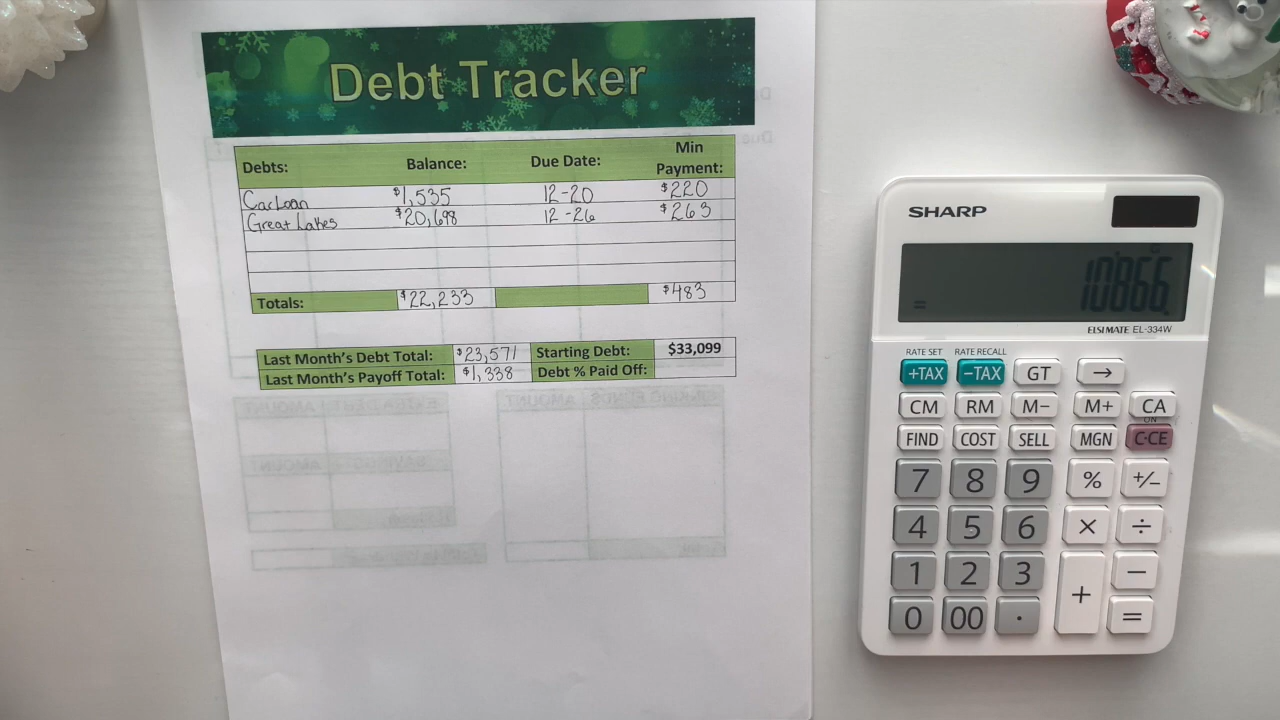 Debt Tracker
Debts: Balance: Due Date: Min Payment:
Car Loan $1,535 12-20 $220
Great Lakes $20,698 12-26 $263
Totals: $22,233 $483
Last Month's Debt Total: $23,571 Starting Debt: $33,099
Last Month's Payoff Total: $1,338 Debt % Paid Off:
SHARP
10866.
=
ELSIMATE EL-334W
RATE SET RATE RECALL
+TAX -TAX GT →
CM RM M- M+ CA
ON
FIND COST SELL MGN C·CE
7 8 9 % +/-
4 5 6 × ÷
1 2 3 + -
0 00 . =